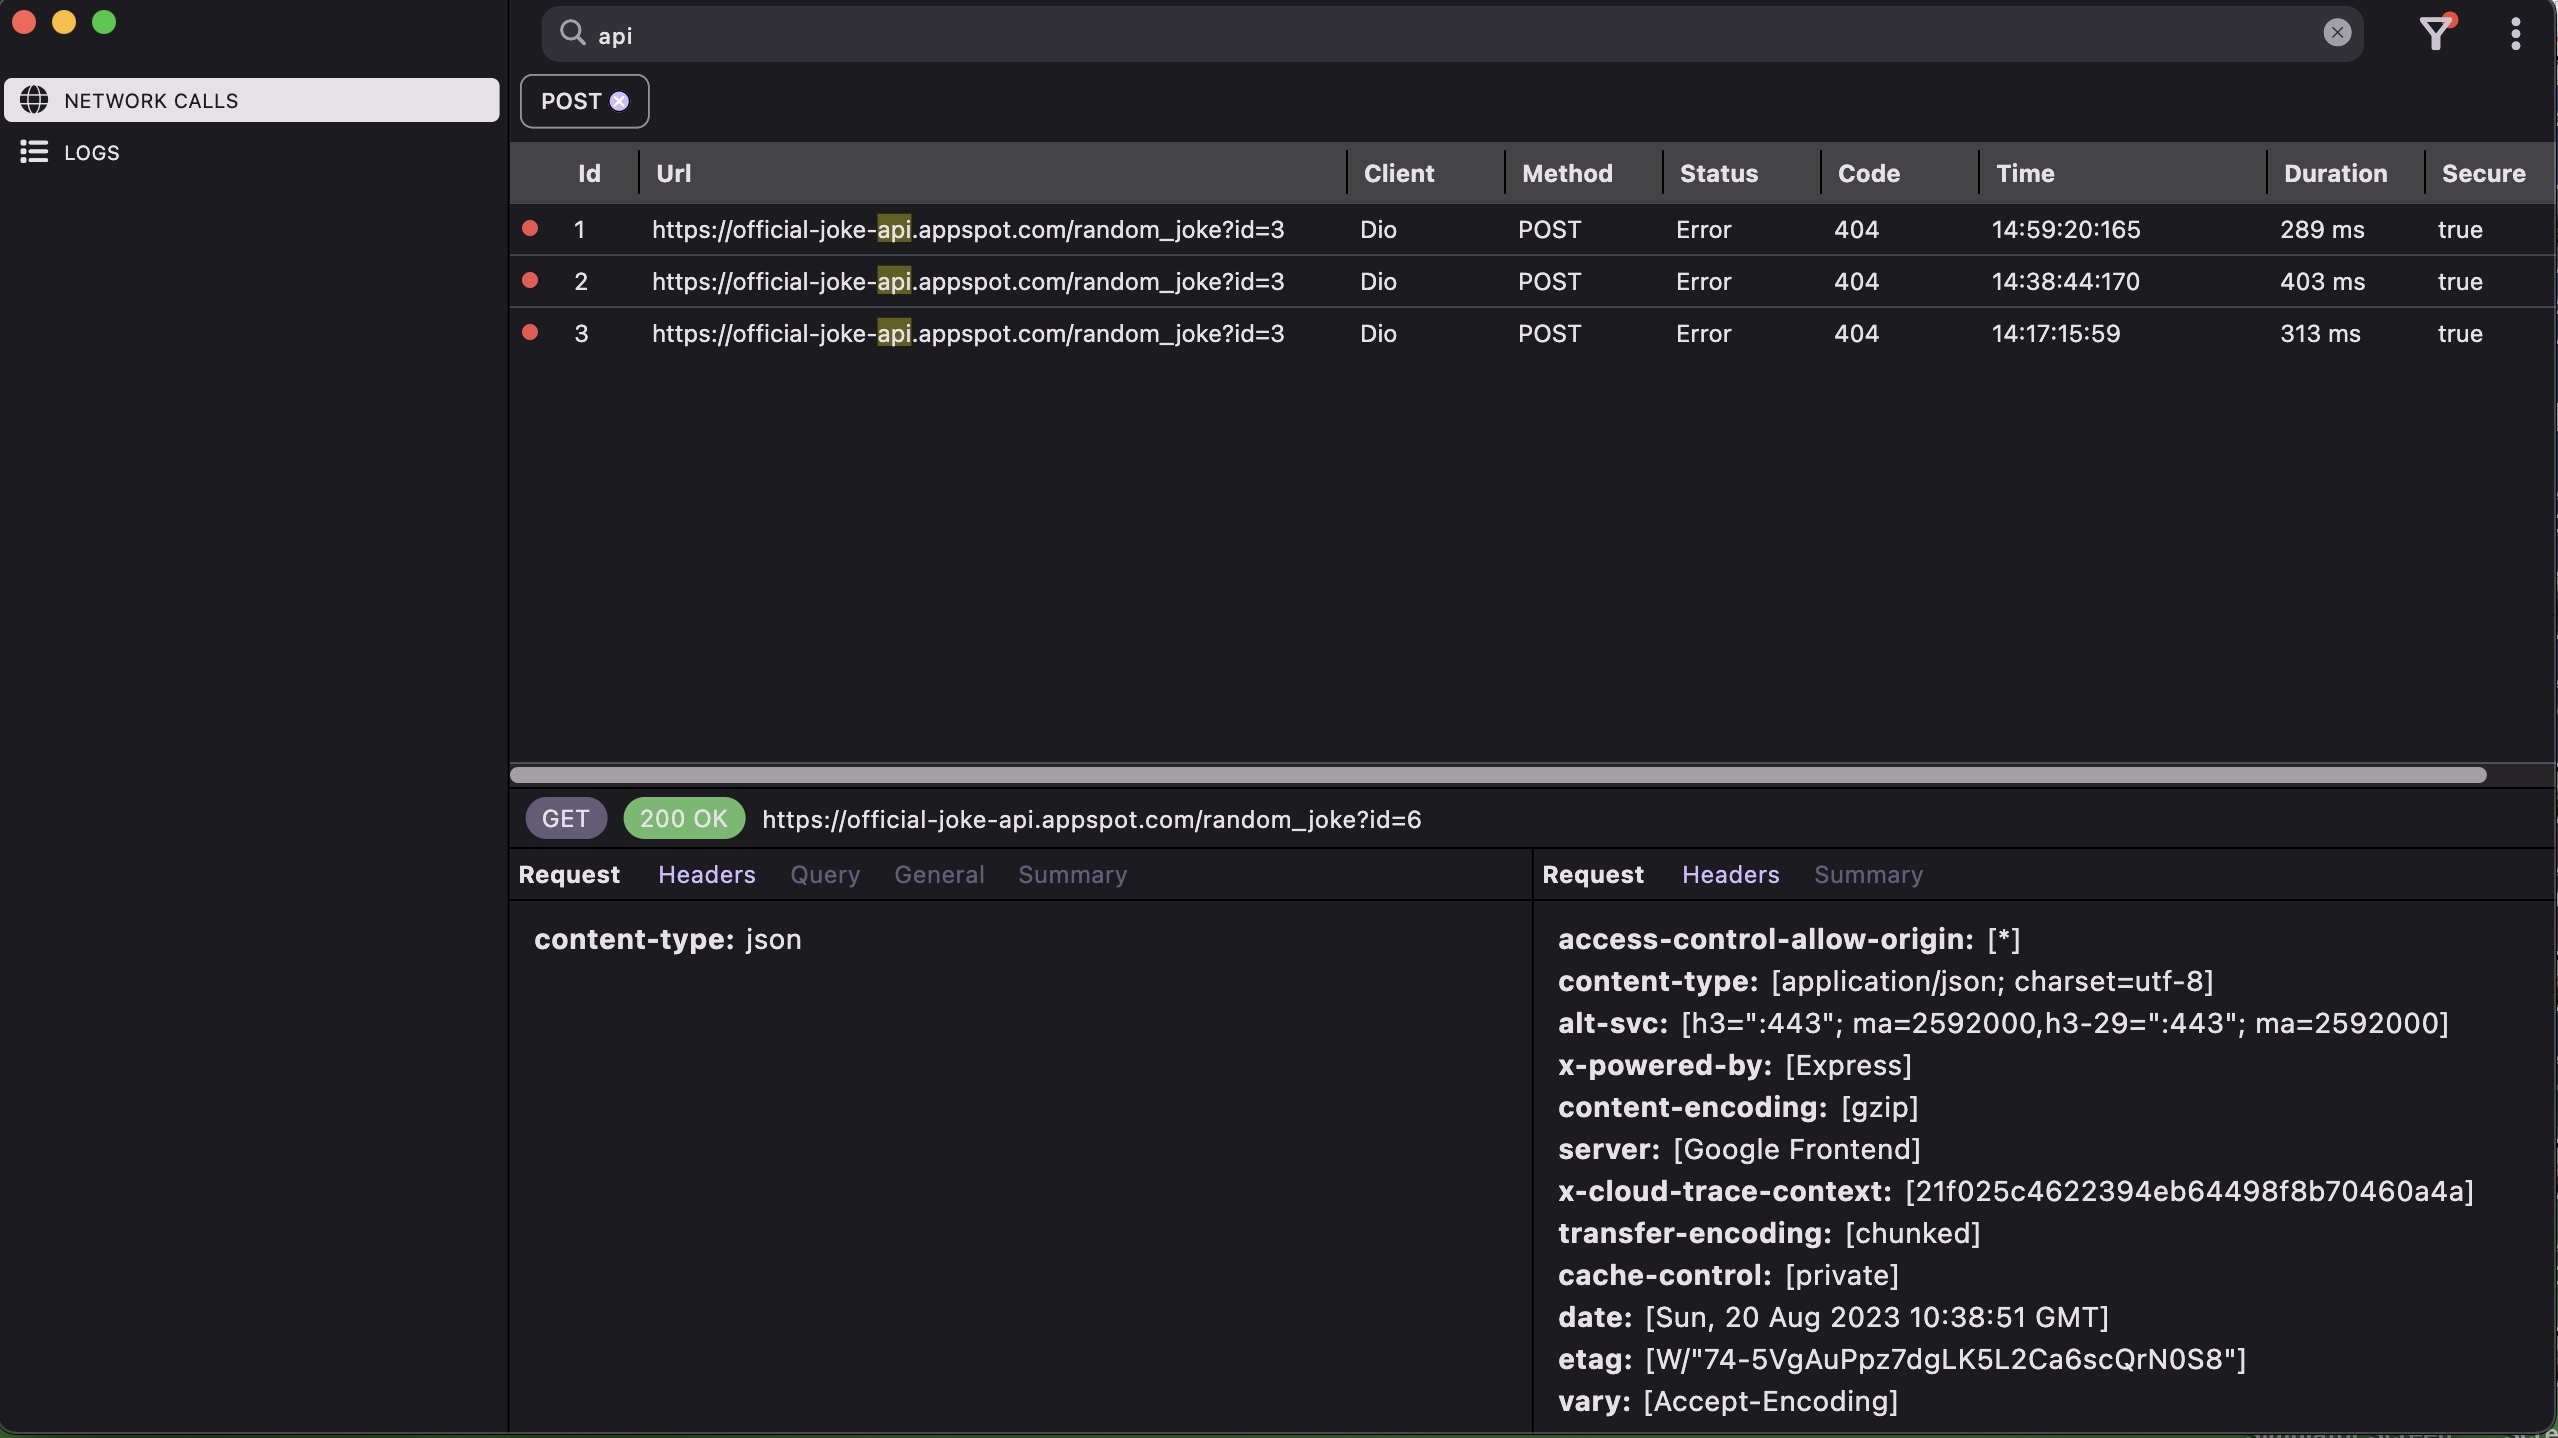 api
POST
NETWORK CALLS
LOGS
Id Url Client Method Status Code Time Duration Secure
1 https://official-joke-api.appspot.com/random_joke?id=3 Dio POST Error 404 14:59:20:165 289 ms true
2 https://official-joke-api.appspot.com/random_joke?id=3 Dio POST Error 404 14:38:44:170 403 ms true
3 https://official-joke-api.appspot.com/random_joke?id=3 Dio POST Error 404 14:17:15:59 313 ms true
GET 200 OK https://official-joke-api.appspot.com/random_joke?id=6
Request Headers Query General Summary
content-type: json
Request Headers Summary
access-control-allow-origin: [*]
content-type: [application/json; charset=utf-8]
alt-svc: [h3=":443"; ma=2592000,h3-29=":443"; ma=2592000]
x-powered-by: [Express]
content-encoding: [gzip]
server: [Google Frontend]
x-cloud-trace-context: [21f025c4622394eb64498f8b70460a4a]
transfer-encoding: [chunked]
cache-control: [private]
date: [Sun, 20 Aug 2023 10:38:51 GMT]
etag: [W/"74-5VgAuPpz7dgLK5L2Ca6scQrN0S8"]
vary: [Accept-Encoding]